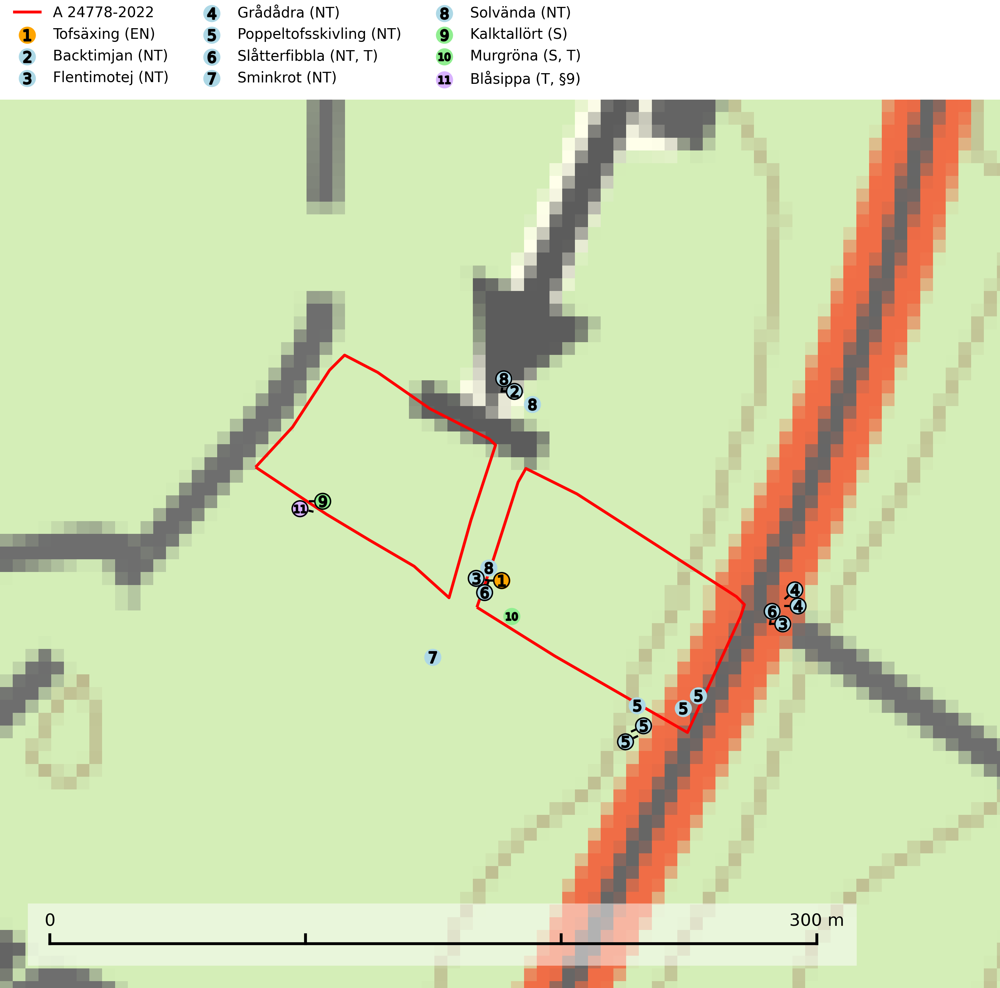 A 24778-2022
1 Tofsäxing (EN)
2 Backtimjan (NT)
3 Flentimotej (NT)
4 Grådådra (NT)
5 Poppeltofsskivling (NT)
6 Slåtterfibbla (NT, T)
7 Sminkrot (NT)
8 Solvända (NT)
9 Kalktallört (S)
10 Murgröna (S, T)
11 Blåsippa (T, §9)
8
2
8
9
11
8
3 1
6
4
4
6
3
10
7
5
5 5
5
5
0 300 m